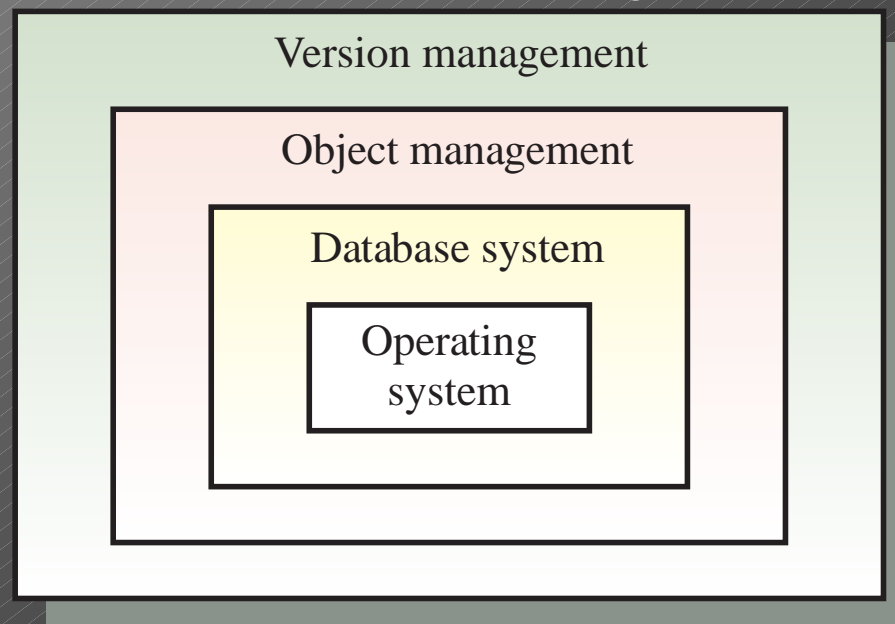 Version management
Object management
Database system
Operating
system